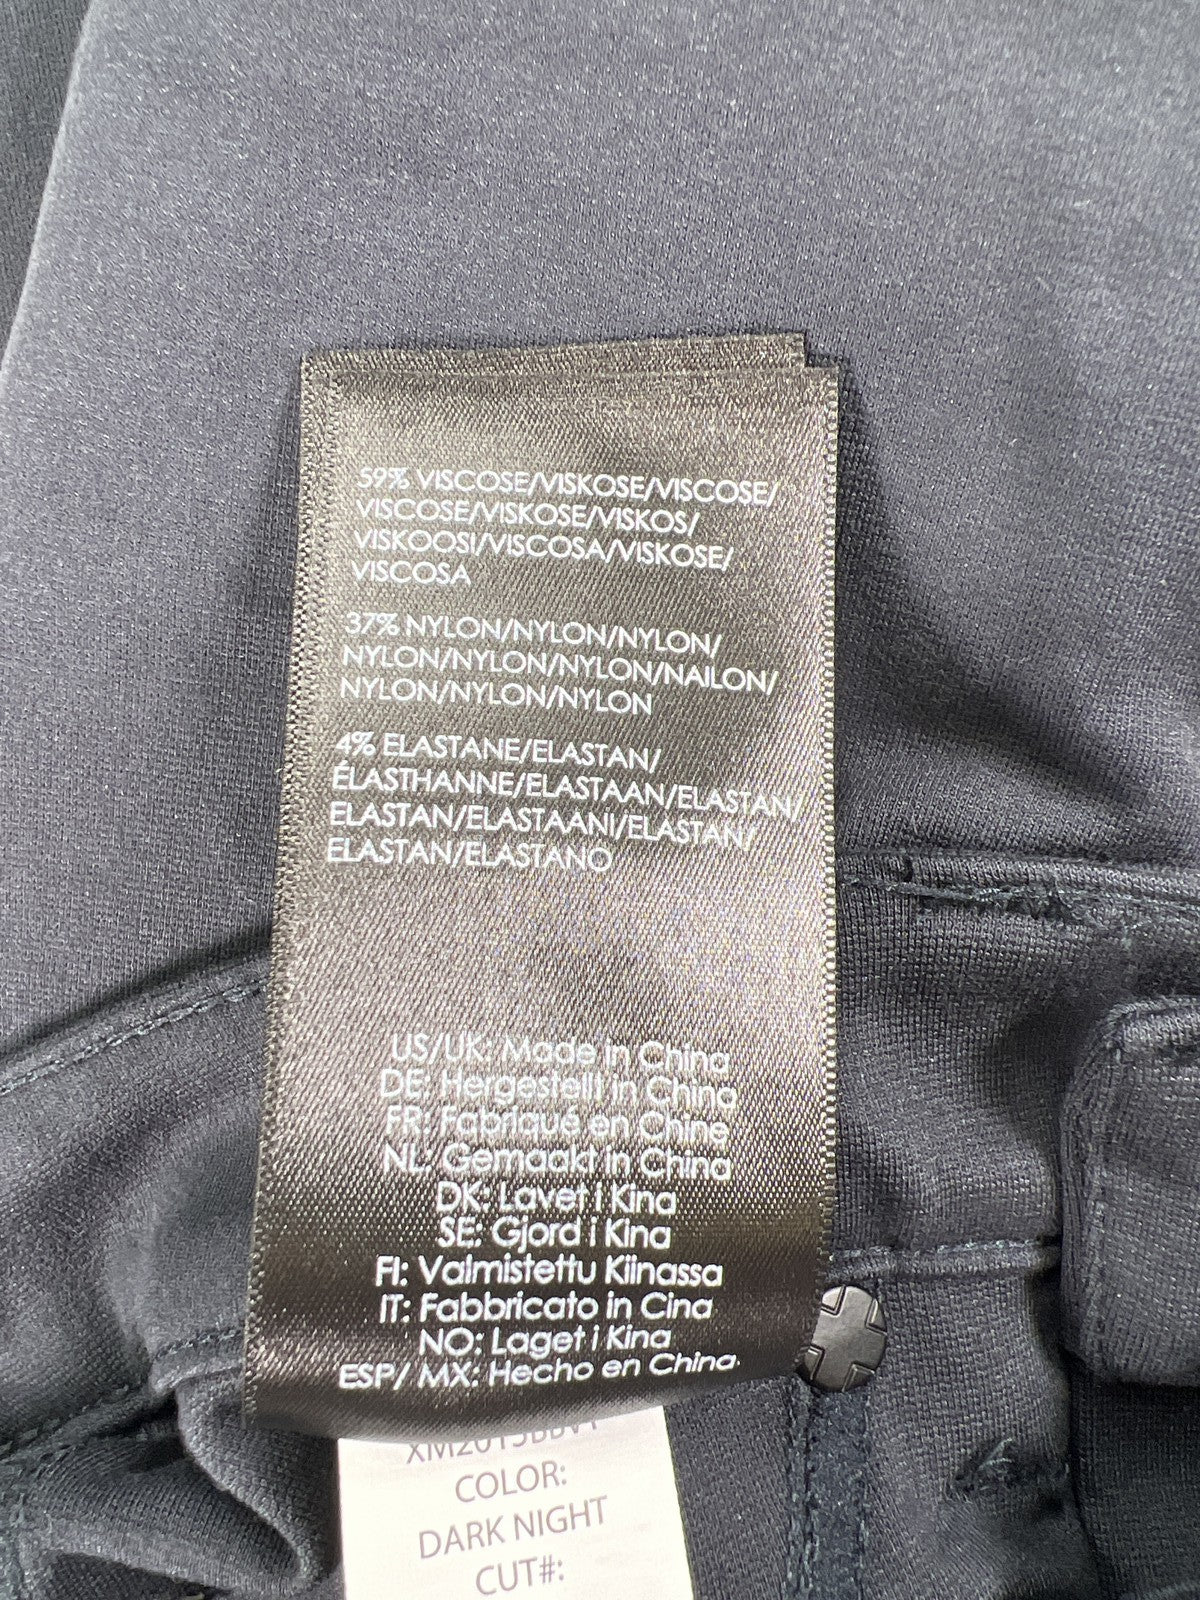 59% VISCOSE/VISKOSE/VISCOSE/
VISCOSE/VISKOSE/VISKOS/
VISKOOSI/VISCOSA/VISKOSE/
VISCOSA
37% NYLON/NYLON/NYLON/
NYLON/NYLON/NYLON/NAILON/
NYLON/NYLON/NYLON
4% ELASTANE/ELASTAN/
ÉLASTHANNE/ELASTAAN/ELASTAN/
ELASTAN/ELASTAANI/ELASTAN/
ELASTAN/ELASTANO
US/UK: Made in China
DE: Hergestellt in China
FR: Fabriqué en Chine
NL: Gemaakt in China
DK: Lavet i Kina
SE: Gjord i Kina
FI: Valmistettu Kiinassa
IT: Fabbricato in Cina
NO: Laget i Kina
ESP/ MX: Hecho en China.
COLOR:
DARK NIGHT
CUT#: